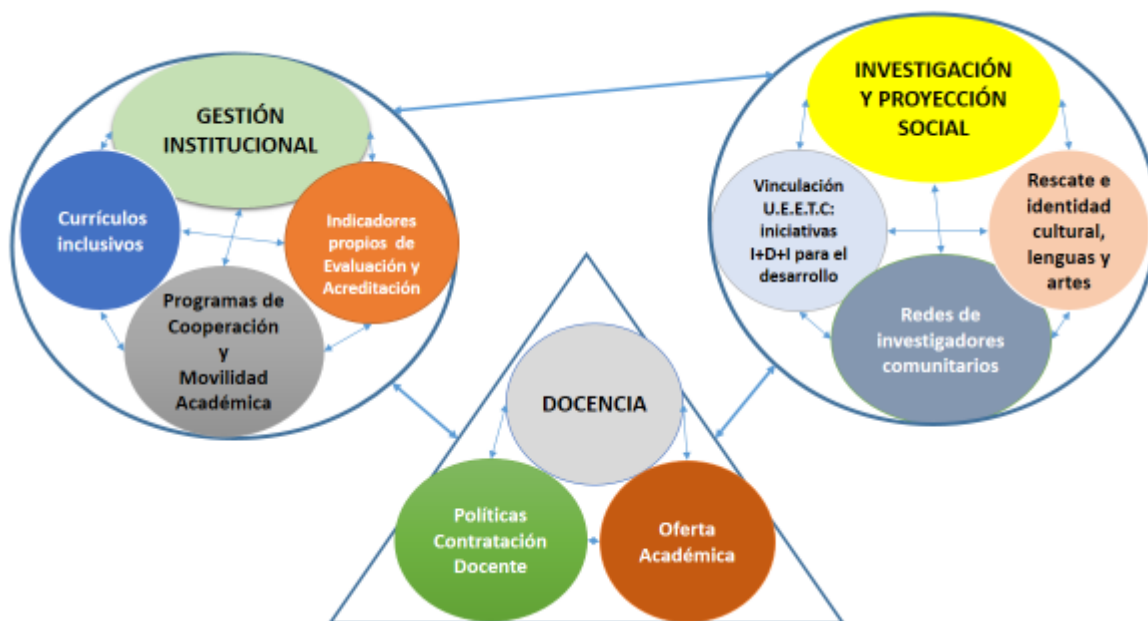 GESTIÓN
INSTITUCIONAL
Currículos
inclusivos
Indicadores
propios de
Evaluación y
Acreditación
Programas de
Cooperación
y
Movilidad
Académica
INVESTIGACIÓN
Y PROYECCIÓN
SOCIAL
Vinculación
U.E.E.T.C:
iniciativas
I+D+I para el
desarrollo
Rescate e
identidad
cultural,
lenguas y
artes
Redes de
investigadores
comunitarios
DOCENCIA
Políticas
Contratación
Docente
Oferta
Académica